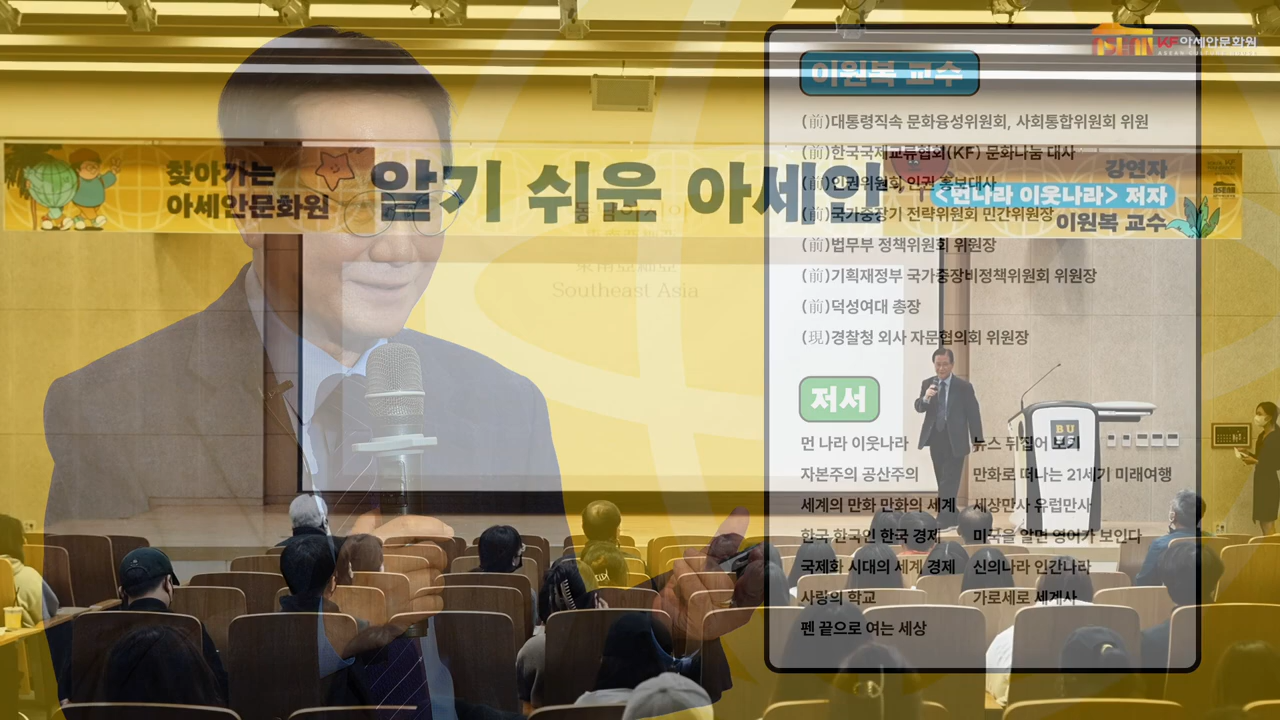 KF아세안문화원
이원복 교수
(前)대통령직속 문화융성위원회, 사회통합위원회 위원
(前)한국국제교류협회(KF) 문화나눔 대사
(前)인권위원회 인권 홍보대사
(前)국가중장기 전략위원회 민간위원장
(前)법무부 정책위원회 위원장
(前)기획재정부 국가중장비정책위원회 위원장
(前)덕성여대 총장
(現)경찰청 외사 자문협의회 위원장
찾아가는
아세안문화원
알기 쉬운 아세안
강연자
<먼나라 이웃나라> 저자
이원복 교수
동남아시아
Southeast Asia
BU
저서
먼 나라 이웃나라
자본주의 공산주의
세계의 만화 만화의 세계
한국 한국인 한국 경제
국제화 시대의 세계 경제
사랑의 학교
펜 끝으로 여는 세상
뉴스 뒤집어 보기
만화로 떠나는 21세기 미래여행
세상만사 유럽만사
미국을 알면 영어가 보인다
신의나라 인간나라
가로세로 세계사